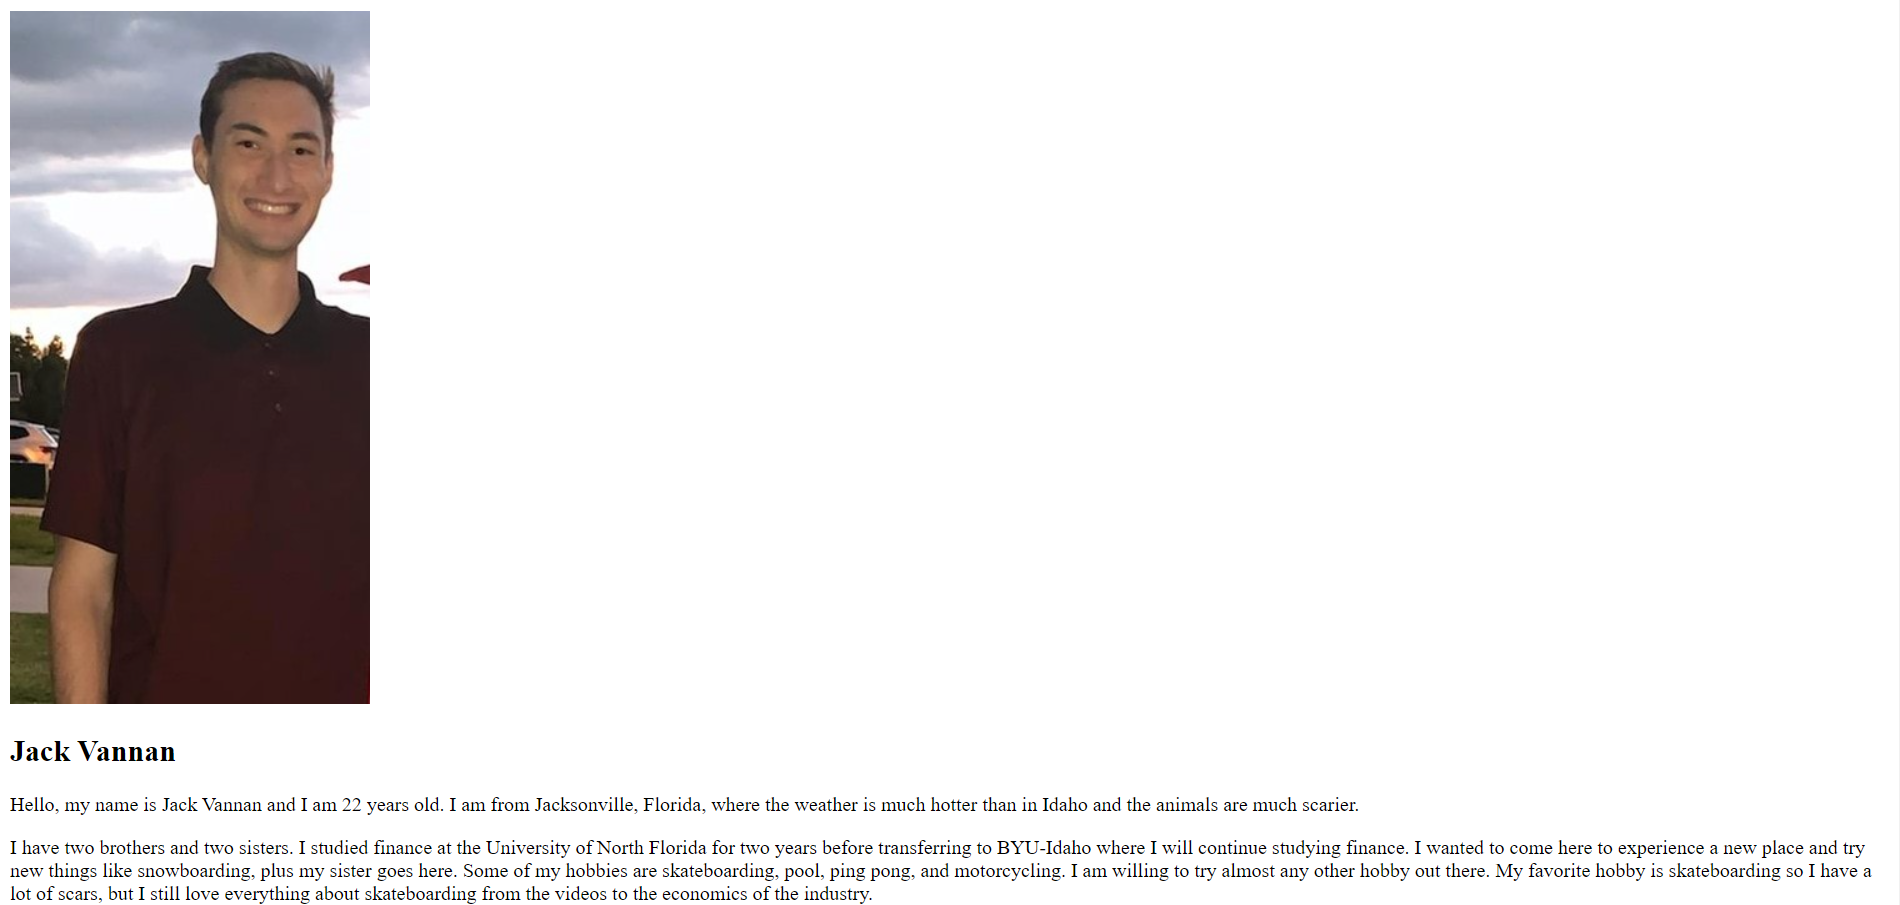 Jack Vannan
Hello, my name is Jack Vannan and I am 22 years old. I am from Jacksonville, Florida, where the weather is much hotter than in Idaho and the animals are much scarier.
I have two brothers and two sisters. I studied finance at the University of North Florida for two years before transferring to BYU-Idaho where I will continue studying finance. I wanted to come here to experience a new place and try
new things like snowboarding, plus my sister goes here. Some of my hobbies are skateboarding, pool, ping pong, and motorcycling. I am willing to try almost any other hobby out there. My favorite hobby is skateboarding so I have a
lot of scars, but I still love everything about skateboarding from the videos to the economics of the industry.